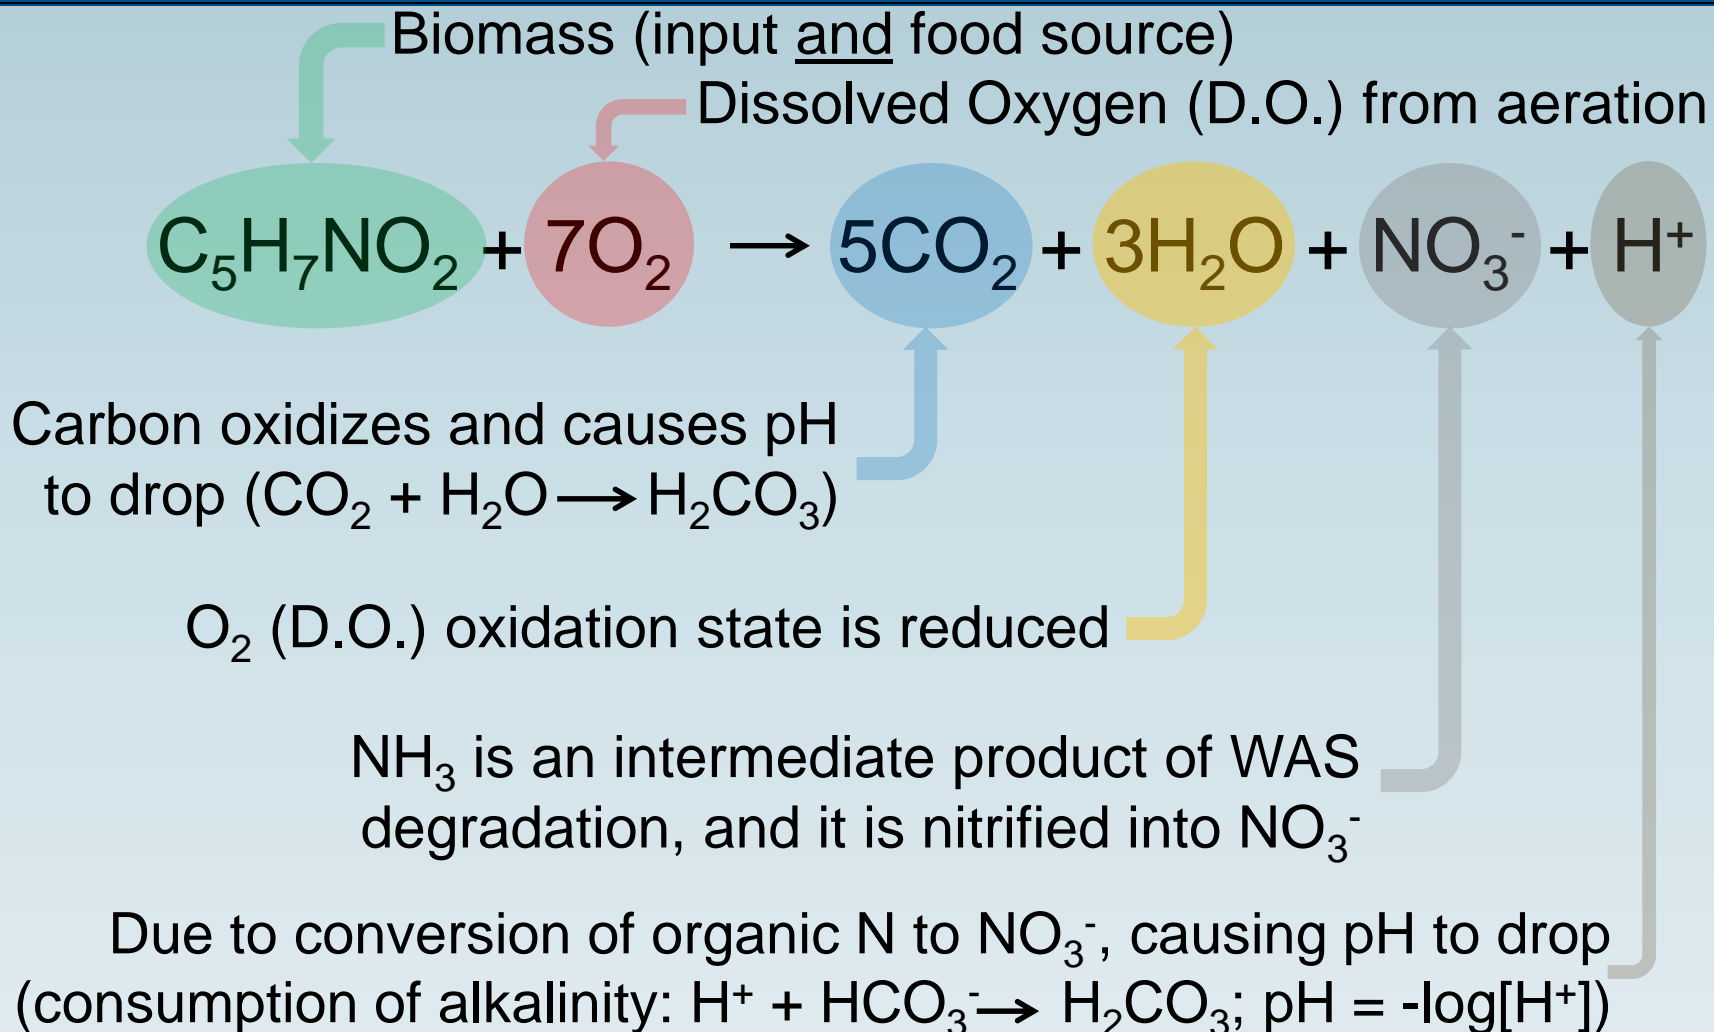 Biomass (input and food source)
Dissolved Oxygen (D.O.) from aeration
C₅H₇NO₂ + 7O₂ → 5CO₂ + 3H₂O + NO₃⁻ + H⁺
Carbon oxidizes and causes pH
to drop (CO₂ + H₂O → H₂CO₃)
O₂ (D.O.) oxidation state is reduced
NH₃ is an intermediate product of WAS
degradation, and it is nitrified into NO₃⁻
Due to conversion of organic N to NO₃⁻, causing pH to drop
(consumption of alkalinity: H⁺ + HCO₃⁻ → H₂CO₃; pH = -log[H⁺])